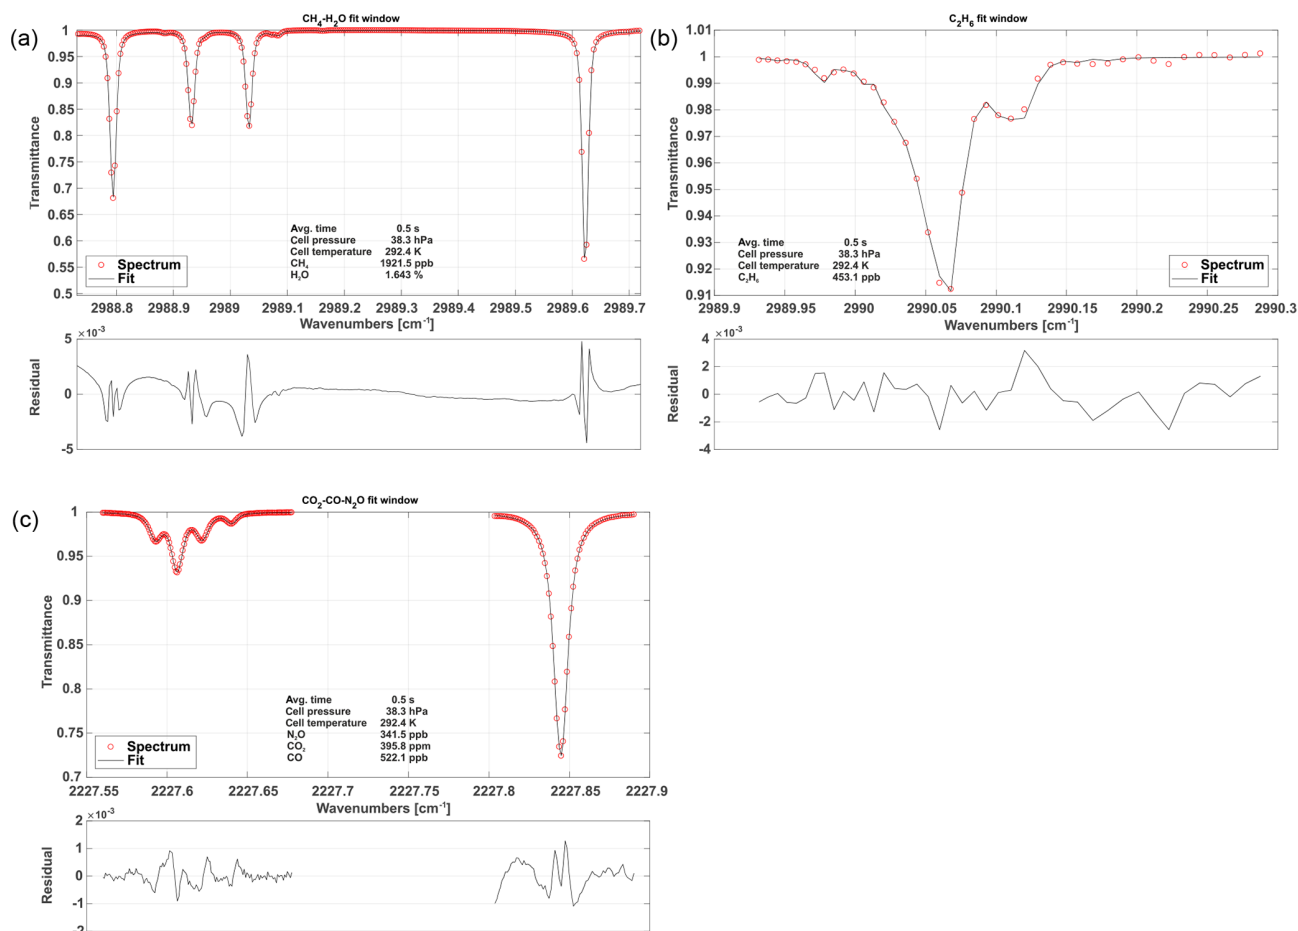 (a)
CH₄-H₂O fit window
1
0.95
0.9
0.85
0.8
0.75
0.7
0.65
0.6
0.55
0.5
Transmittance
Avg. time 0.5 s
Cell pressure 38.3 hPa
Cell temperature 292.4 K
CH₄ 1921.5 ppb
H₂O 1.643 %
Spectrum
Fit
2988.8 2988.9 2989 2989.1 2989.2 2989.3 2989.4 2989.5 2989.6 2989.7
Wavenumbers [cm⁻¹]
×10⁻³
5
0
-5
Residual
(b)
C₂H₆ fit window
1.01
1
0.99
0.98
0.97
0.96
0.95
0.94
0.93
0.92
0.91
Transmittance
Avg. time 0.5 s
Cell pressure 38.3 hPa
Cell temperature 292.4 K
C₂H₆ 453.1 ppb
Spectrum
Fit
2989.9 2989.95 2990 2990.05 2990.1 2990.15 2990.2 2990.25 2990.3
Wavenumbers [cm⁻¹]
×10⁻³
4
2
0
-2
-4
Residual
(c)
CO₂-CO-N₂O fit window
1
0.95
0.9
0.85
0.8
0.75
0.7
Transmittance
Avg. time 0.5 s
Cell pressure 38.3 hPa
Cell temperature 292.4 K
N₂O 341.5 ppb
CO₂ 395.8 ppm
CO 522.1 ppb
Spectrum
Fit
2227.55 2227.6 2227.65 2227.7 2227.75 2227.8 2227.85 2227.9
Wavenumbers [cm⁻¹]
×10⁻³
2
1
0
-1
-2
Residual